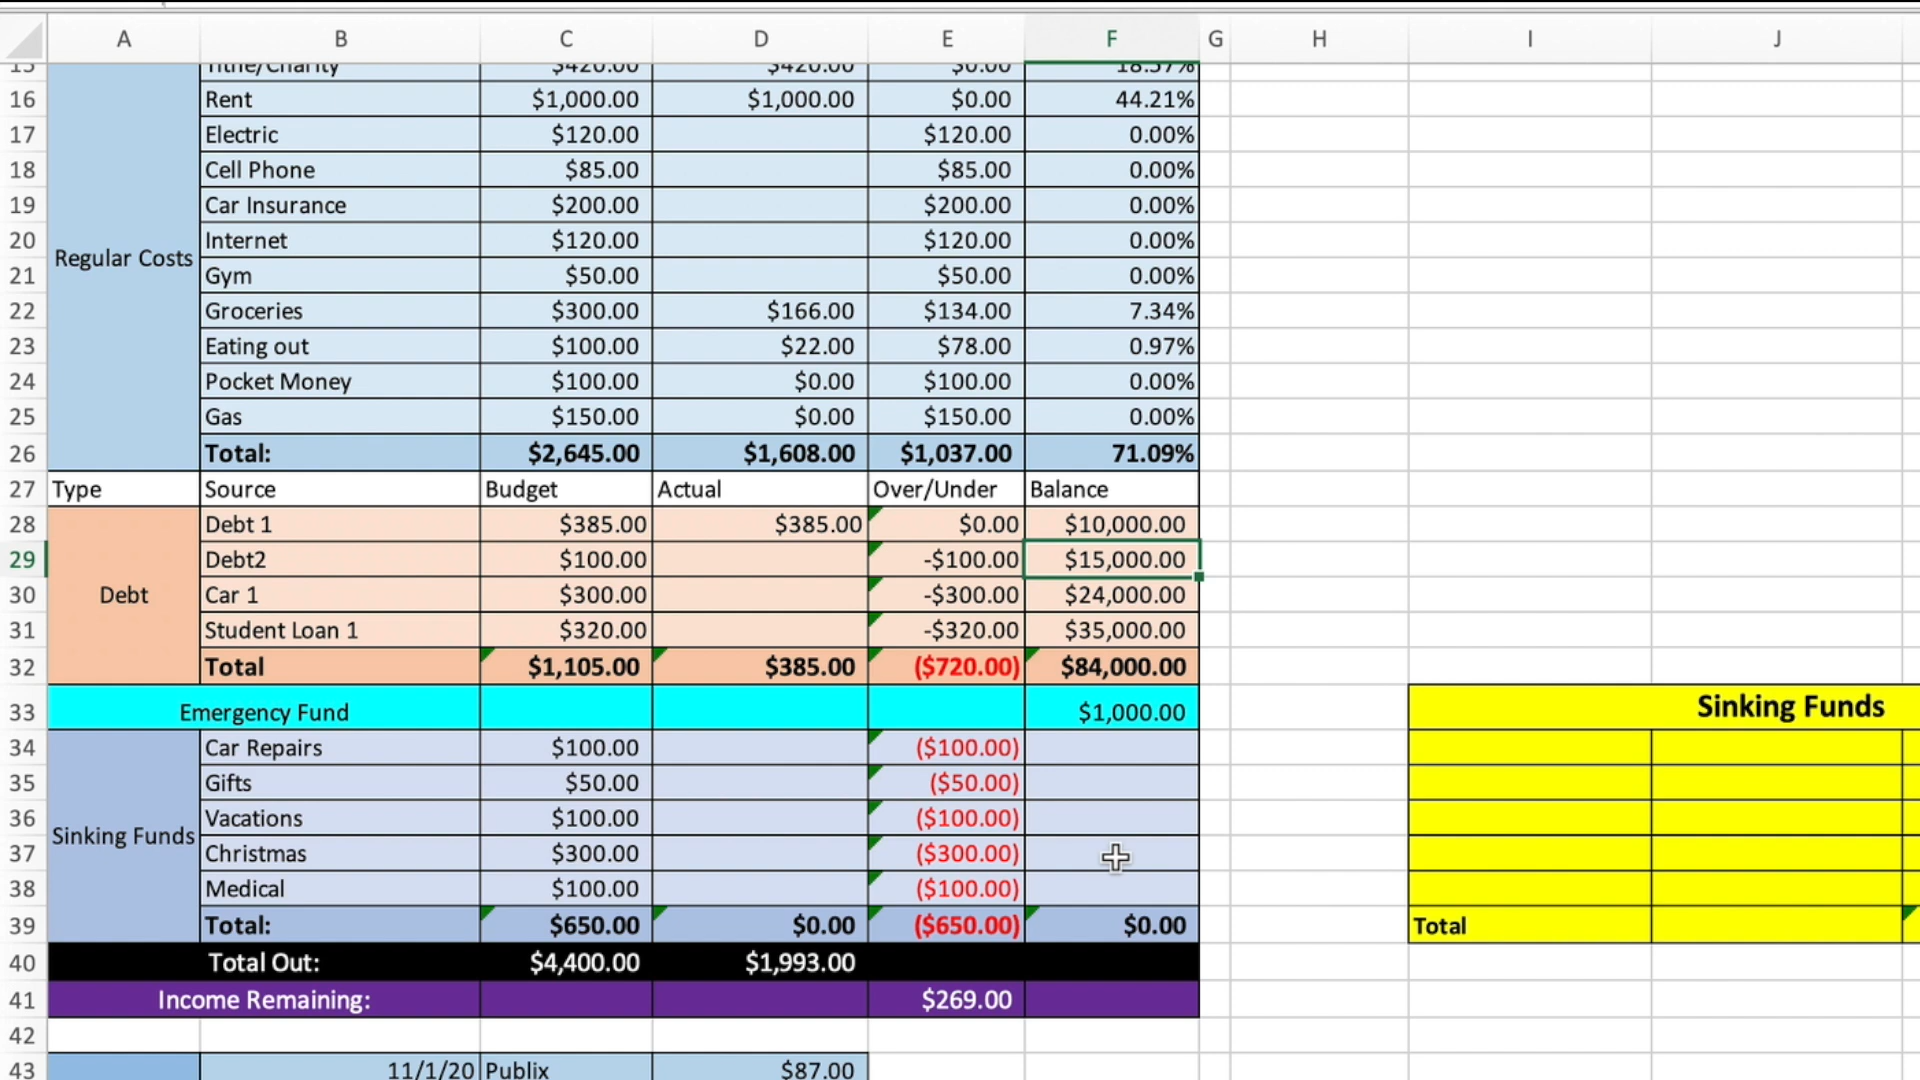 A B C D E F G H I J
15 Tithe/Charity $420.00 $420.00 $0.00 18.57%
16 Rent $1,000.00 $1,000.00 $0.00 44.21%
17 Electric $120.00 $120.00 0.00%
18 Cell Phone $85.00 $85.00 0.00%
19 Car Insurance $200.00 $200.00 0.00%
20 Internet $120.00 $120.00 0.00%
Regular Costs
21 Gym $50.00 $50.00 0.00%
22 Groceries $300.00 $166.00 $134.00 7.34%
23 Eating out $100.00 $22.00 $78.00 0.97%
24 Pocket Money $100.00 $0.00 $100.00 0.00%
25 Gas $150.00 $0.00 $150.00 0.00%
26 Total: $2,645.00 $1,608.00 $1,037.00 71.09%
27 Type Source Budget Actual Over/Under Balance
28 Debt 1 $385.00 $385.00 $0.00 $10,000.00
29 Debt2 $100.00 -$100.00 $15,000.00
30 Debt Car 1 $300.00 -$300.00 $24,000.00
31 Student Loan 1 $320.00 -$320.00 $35,000.00
32 Total $1,105.00 $385.00 ($720.00) $84,000.00
33 Emergency Fund $1,000.00 Sinking Funds
34 Car Repairs $100.00 ($100.00)
35 Gifts $50.00 ($50.00)
36 Vacations $100.00 ($100.00)
Sinking Funds
37 Christmas $300.00 ($300.00)
38 Medical $100.00 ($100.00)
39 Total: $650.00 $0.00 ($650.00) $0.00 Total
40 Total Out: $4,400.00 $1,993.00
41 Income Remaining: $269.00
42
43 11/1/20 Publix $87.00